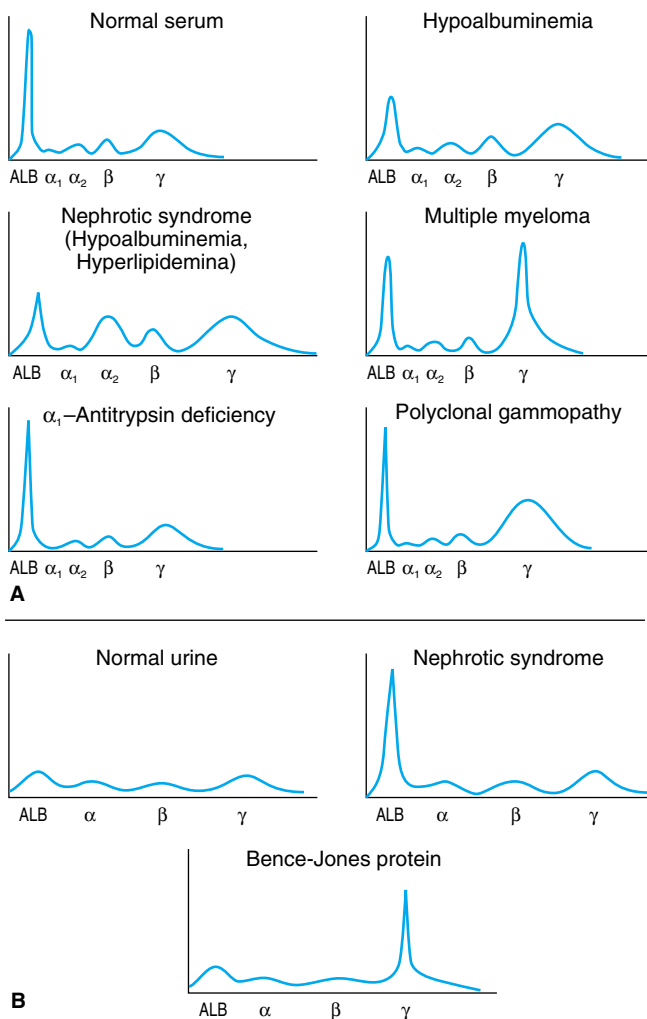 Normal serum
ALB α₁ α₂ β γ
Hypoalbuminemia
ALB α₁ α₂ β γ
Nephrotic syndrome
(Hypoalbuminemia,
Hyperlipidemina)
ALB α₁ α₂ β γ
Multiple myeloma
ALB α₁ α₂ β γ
α₁–Antitrypsin deficiency
ALB α₁ α₂ β γ
Polyclonal gammopathy
ALB α₁ α₂ β γ
A
Normal urine
ALB α β γ
Nephrotic syndrome
ALB α β γ
Bence-Jones protein
ALB α β γ
B